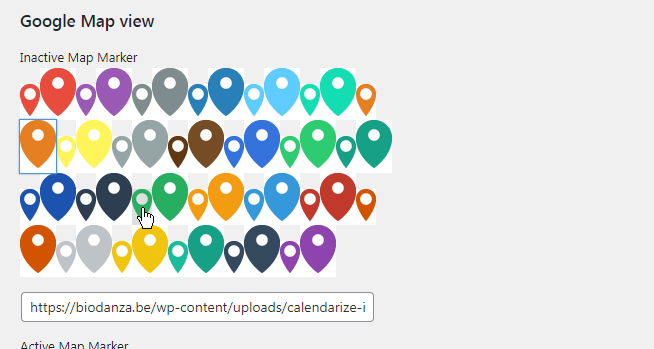 Google Map view
Inactive Map Marker
https://biodanza.be/wp-content/uploads/calendarize-i
Active Map Marker